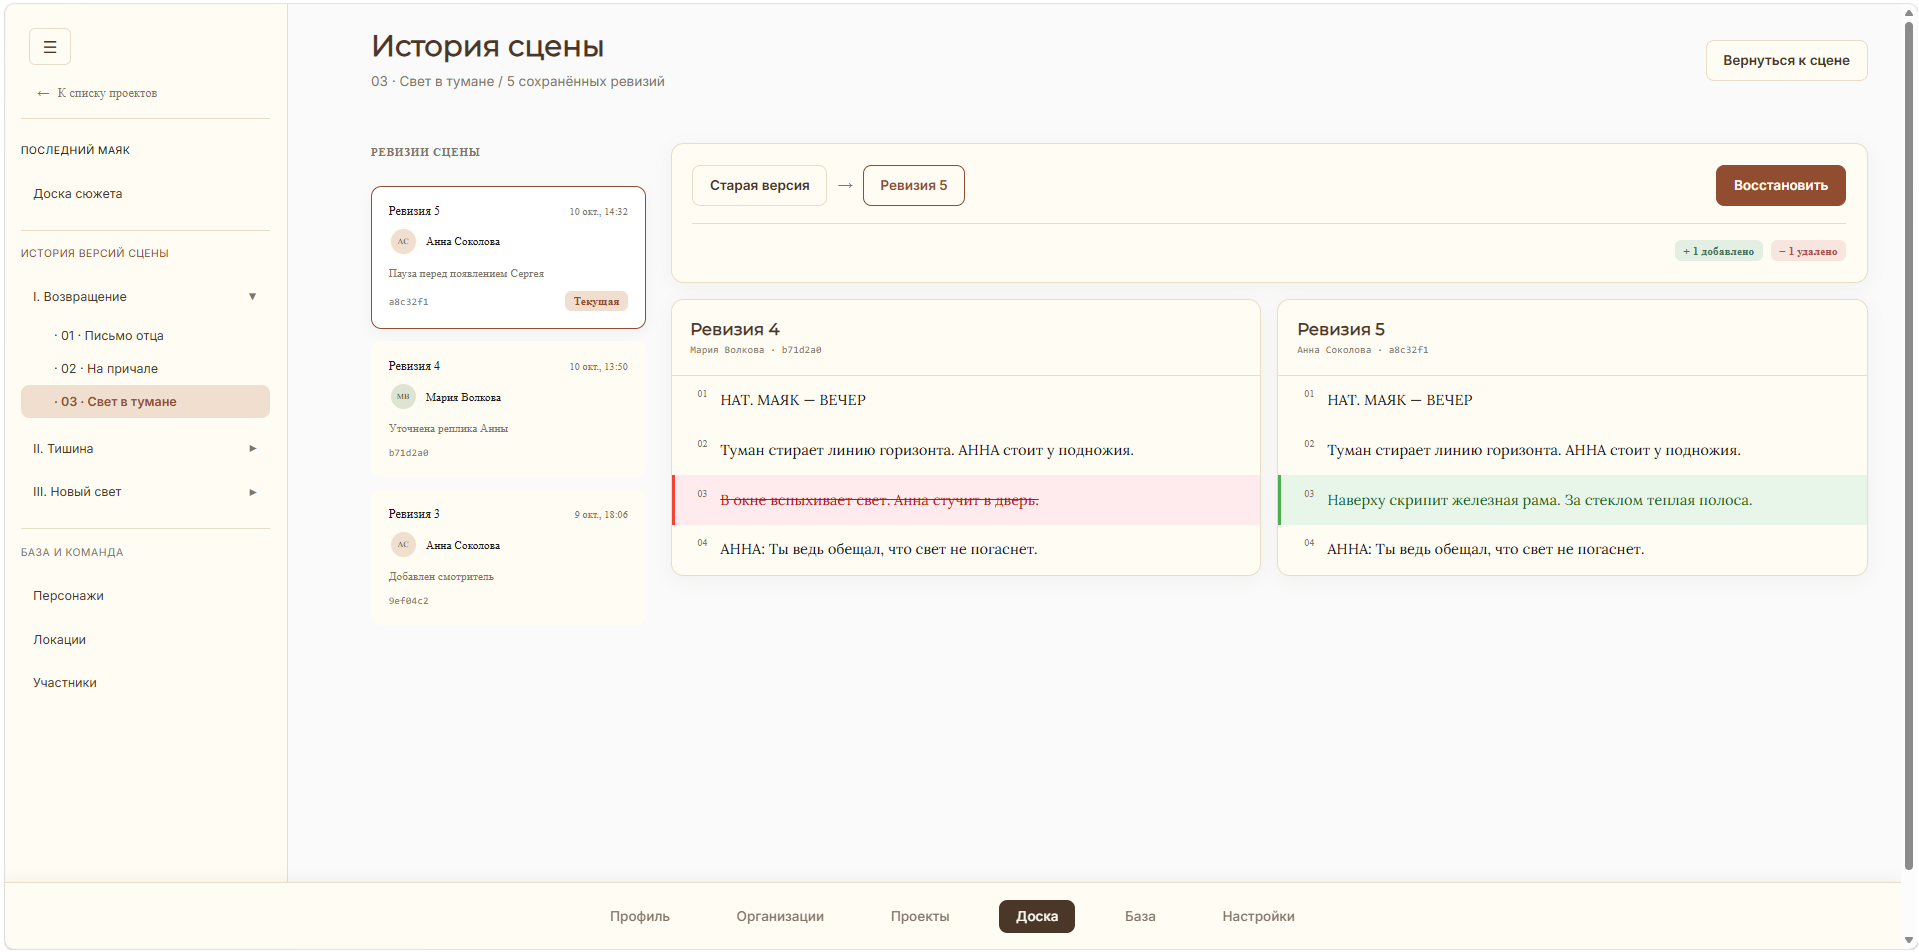 ☰
← К списку проектов
ПОСЛЕДНИЙ МАЯК
Доска сюжета
ИСТОРИЯ ВЕРСИЙ СЦЕНЫ
I. Возвращение ▼
· 01 · Письмо отца
· 02 · На причале
· 03 · Свет в тумане
II. Тишина ►
III. Новый свет ►
БАЗА И КОМАНДА
Персонажи
Локации
Участники
История сцены
03 · Свет в тумане / 5 сохранённых ревизий
Вернуться к сцене
РЕВИЗИИ СЦЕНЫ
Ревизия 5 10 окт., 14:32
АС Анна Соколова
Пауза перед появлением Сергея
a8c32f1 Текущая
Ревизия 4 10 окт., 13:50
МВ Мария Волкова
Уточнена реплика Анны
b71d2a0
Ревизия 3 9 окт., 18:06
АС Анна Соколова
Добавлен смотритель
9ef04c2
Старая версия → Ревизия 5 Восстановить
+ 1 добавлено − 1 удалено
Ревизия 4
Мария Волкова · b71d2a0
01 НАТ. МАЯК — ВЕЧЕР
02 Туман стирает линию горизонта. АННА стоит у подножия.
03 В окне вспыхивает свет. Анна стучит в дверь.
04 АННА: Ты ведь обещал, что свет не погаснет.
Ревизия 5
Анна Соколова · a8c32f1
01 НАТ. МАЯК — ВЕЧЕР
02 Туман стирает линию горизонта. АННА стоит у подножия.
03 Наверху скрипит железная рама. За стеклом теплая полоса.
04 АННА: Ты ведь обещал, что свет не погаснет.
Профиль Организации Проекты Доска База Настройки